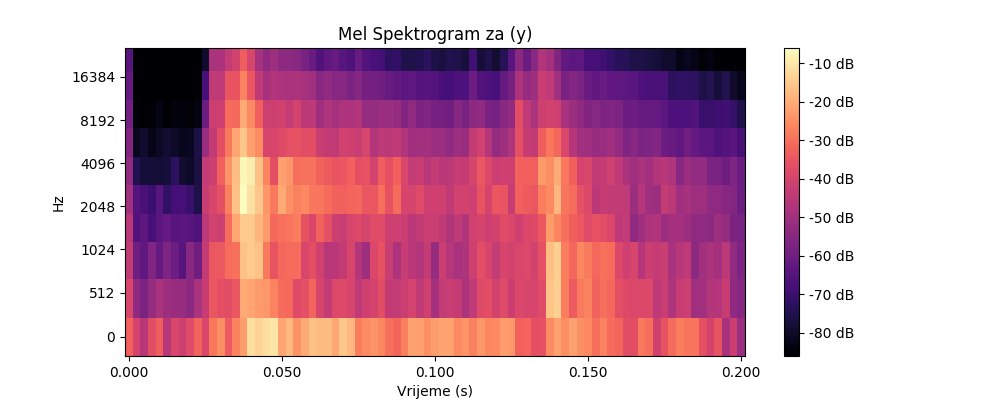 Mel Spektrogram za (y)
16384
8192
4096
2048
1024
512
0
Hz
0.000
0.050
0.100
0.150
0.200
Vrijeme (s)
-10 dB
-20 dB
-30 dB
-40 dB
-50 dB
-60 dB
-70 dB
-80 dB